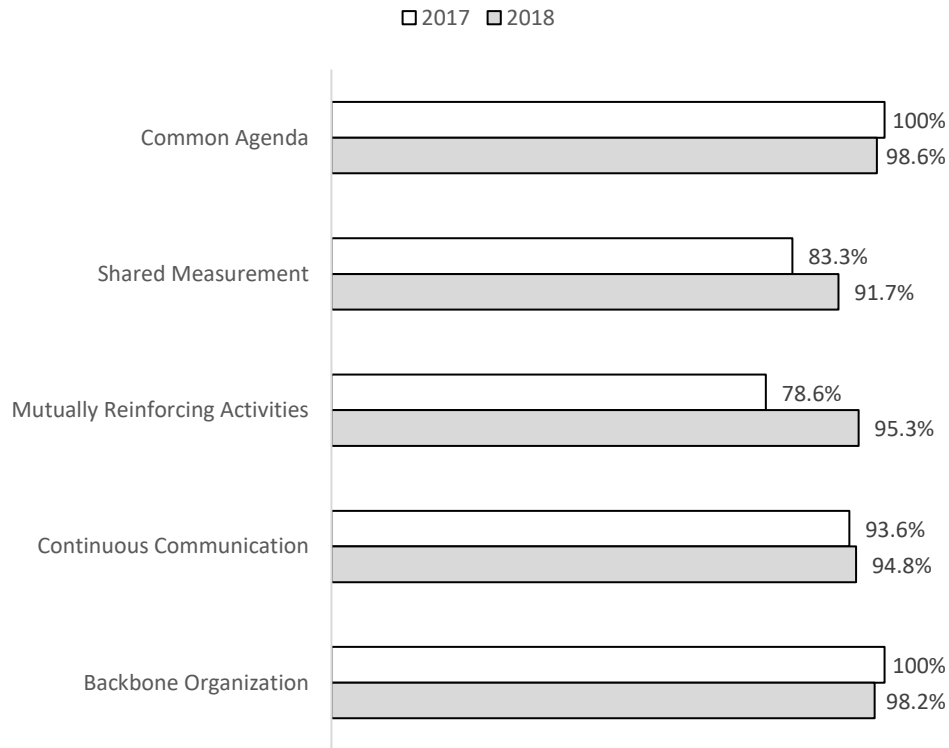 2017 2018
Common Agenda
100%
98.6%
Shared Measurement
83.3%
91.7%
Mutually Reinforcing Activities
78.6%
95.3%
Continuous Communication
93.6%
94.8%
Backbone Organization
100%
98.2%